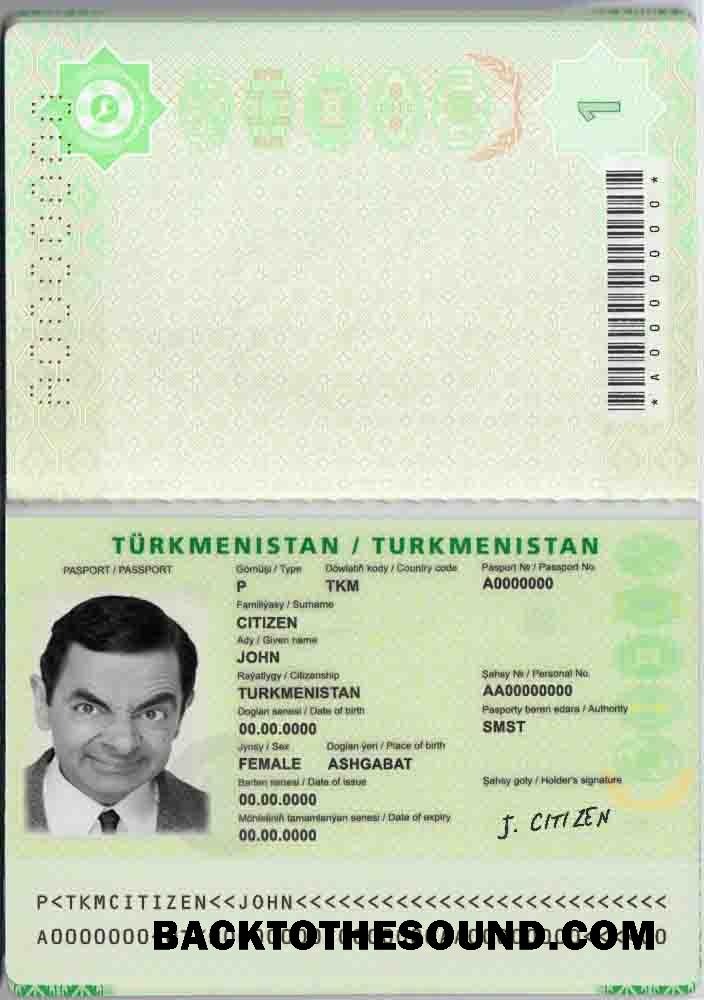 1
*A0000000*
TÜRKMENISTAN / TURKMENISTAN
PASPORT / PASSPORT
Görnüşi / Type Döwletiň kody / Country code Pasport № / Passport No.
P TKM A0000000
Familiýasy / Surname
CITIZEN
Ady / Given name
JOHN
Raýatlygy / Citizenship Şahsy № / Personal No.
TURKMENISTAN AA00000000
Doglan senesi / Date of birth Pasporty beren edara / Authority
00.00.0000 SMST
Jynsy / Sex Doglan ýeri / Place of birth
FEMALE ASHGABAT
Berlen senesi / Date of issue Şahsy goly / Holder's signature
00.00.0000 J. CITIZEN
Möhletiniň tamamlanýan senesi / Date of expiry
00.00.0000
P<TKMCITIZEN<<JOHN<<<<<<<<<<<<<<<<<<<<<<<<<<
A0000000
BACKTOTHESOUND.COM